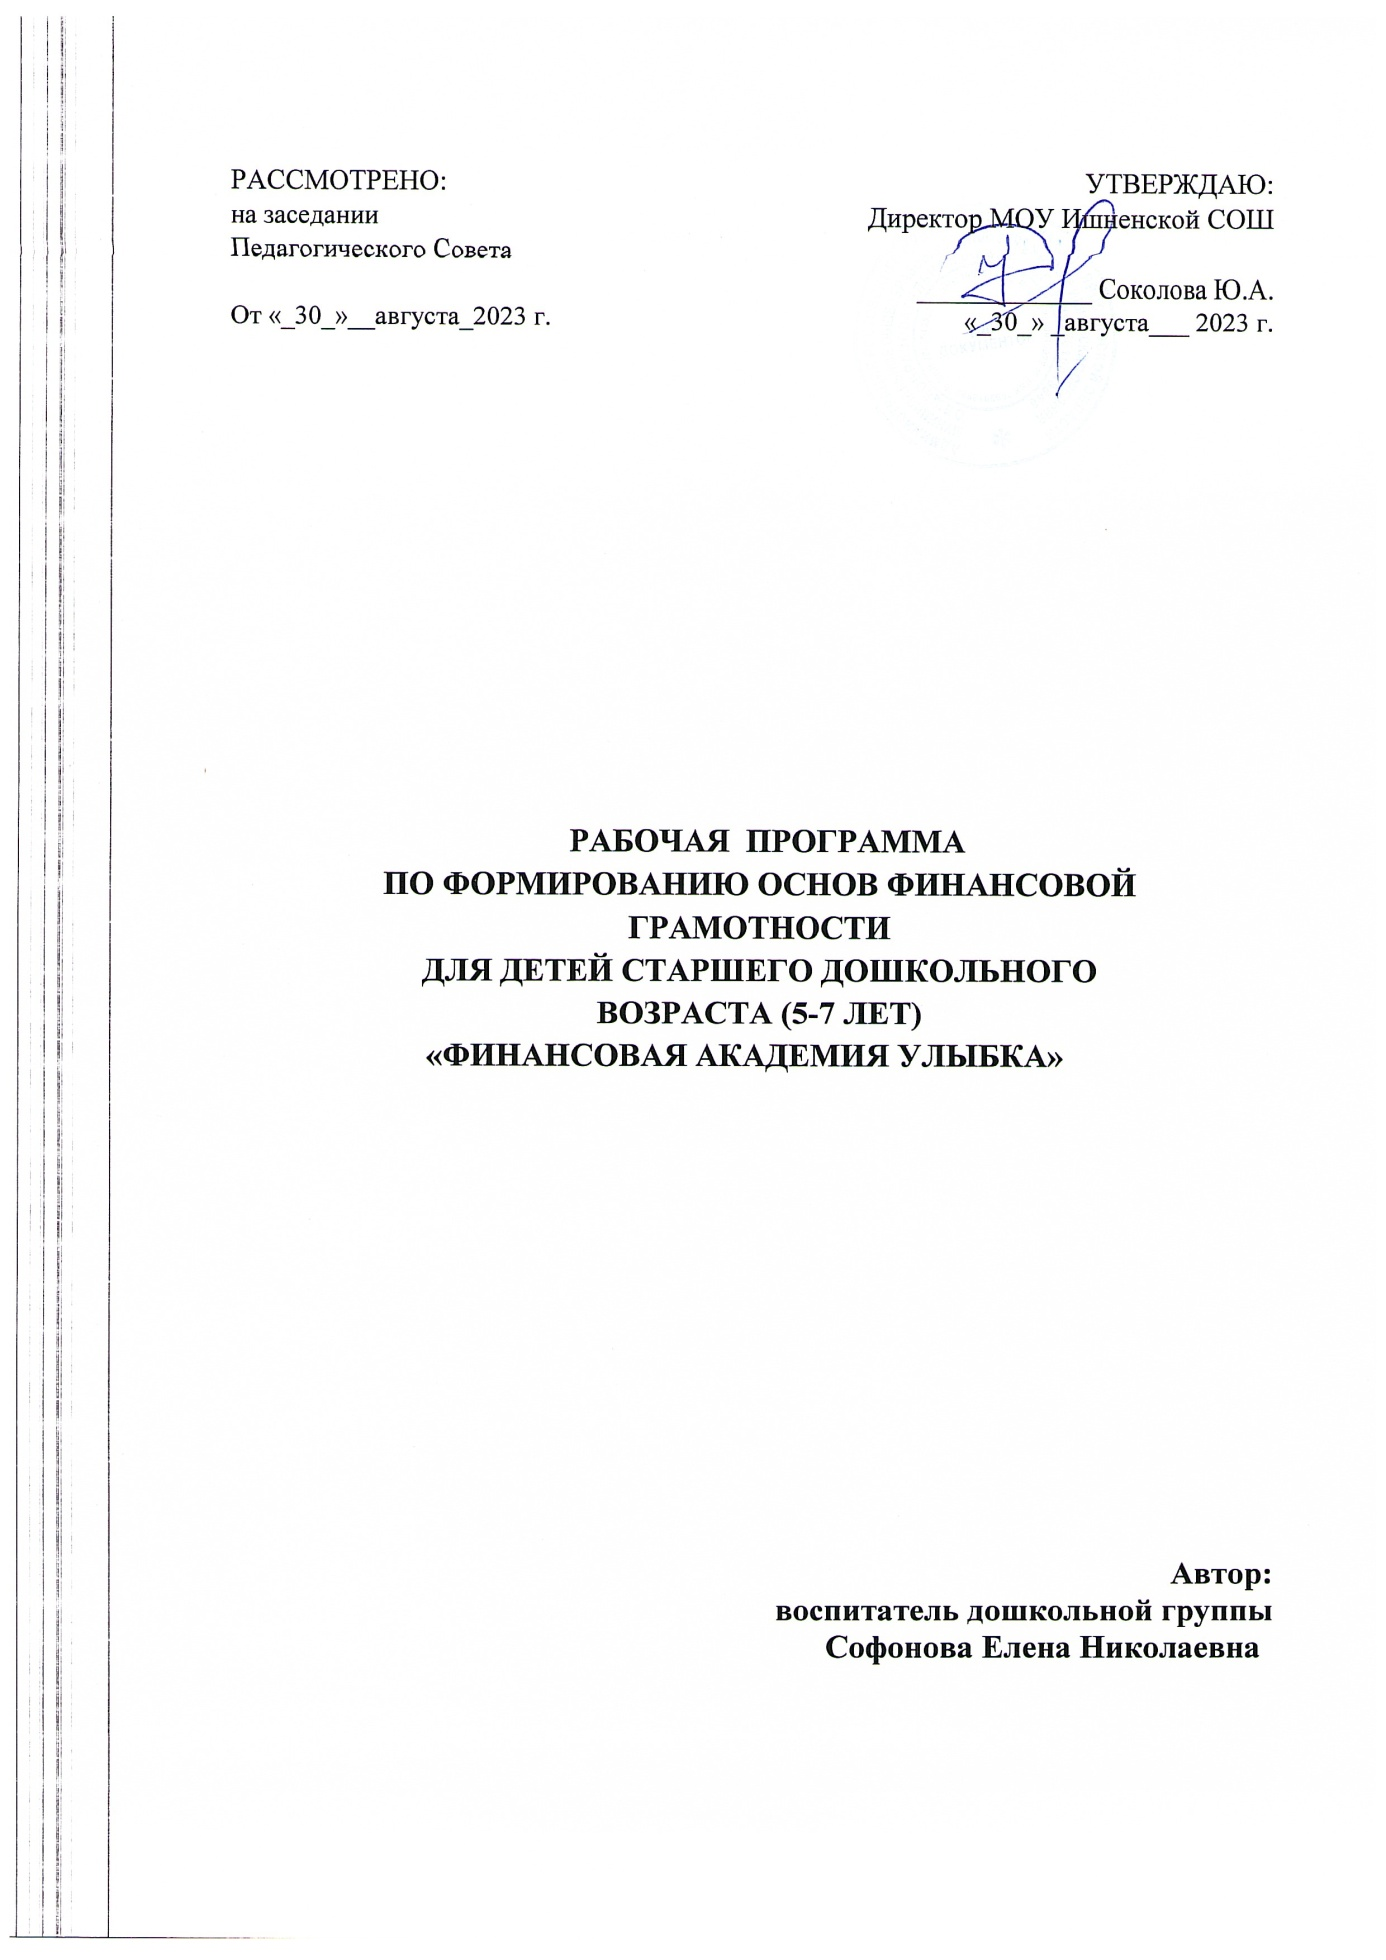 РАССМОТРЕНО:
на заседании
Педагогического Совета
От «_30_»__августа_2023 г.
УТВЕРЖДАЮ:
Директор МОУ Ишненской СОШ
_____________ Соколова Ю.А.
«_30_» _августа___ 2023 г.
РАБОЧАЯ ПРОГРАММА
ПО ФОРМИРОВАНИЮ ОСНОВ ФИНАНСОВОЙ
ГРАМОТНОСТИ
ДЛЯ ДЕТЕЙ СТАРШЕГО ДОШКОЛЬНОГО
ВОЗРАСТА (5-7 ЛЕТ)
«ФИНАНСОВАЯ АКАДЕМИЯ УЛЫБКА»
Автор:
воспитатель дошкольной группы
Софонова Елена Николаевна